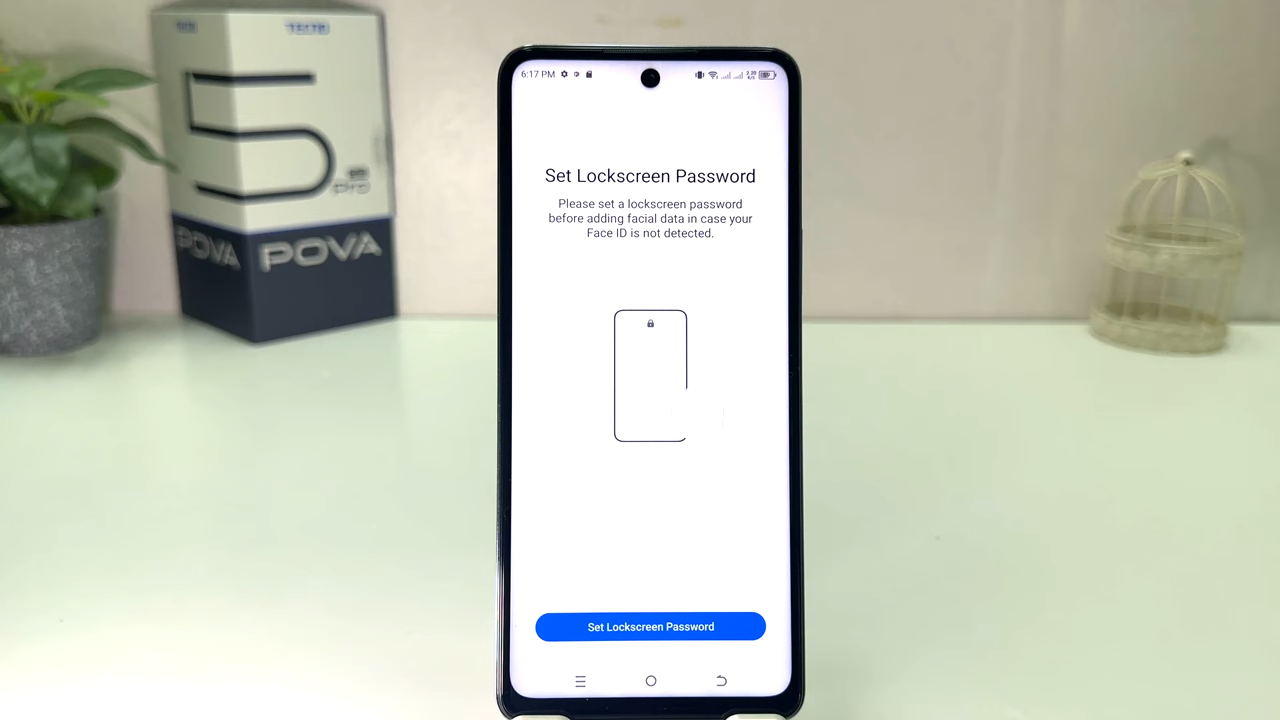 TECNO
5
pro
POVA
POVA
6:17 PM
Set Lockscreen Password
Please set a lockscreen password
before adding facial data in case your
Face ID is not detected.
Set Lockscreen Password